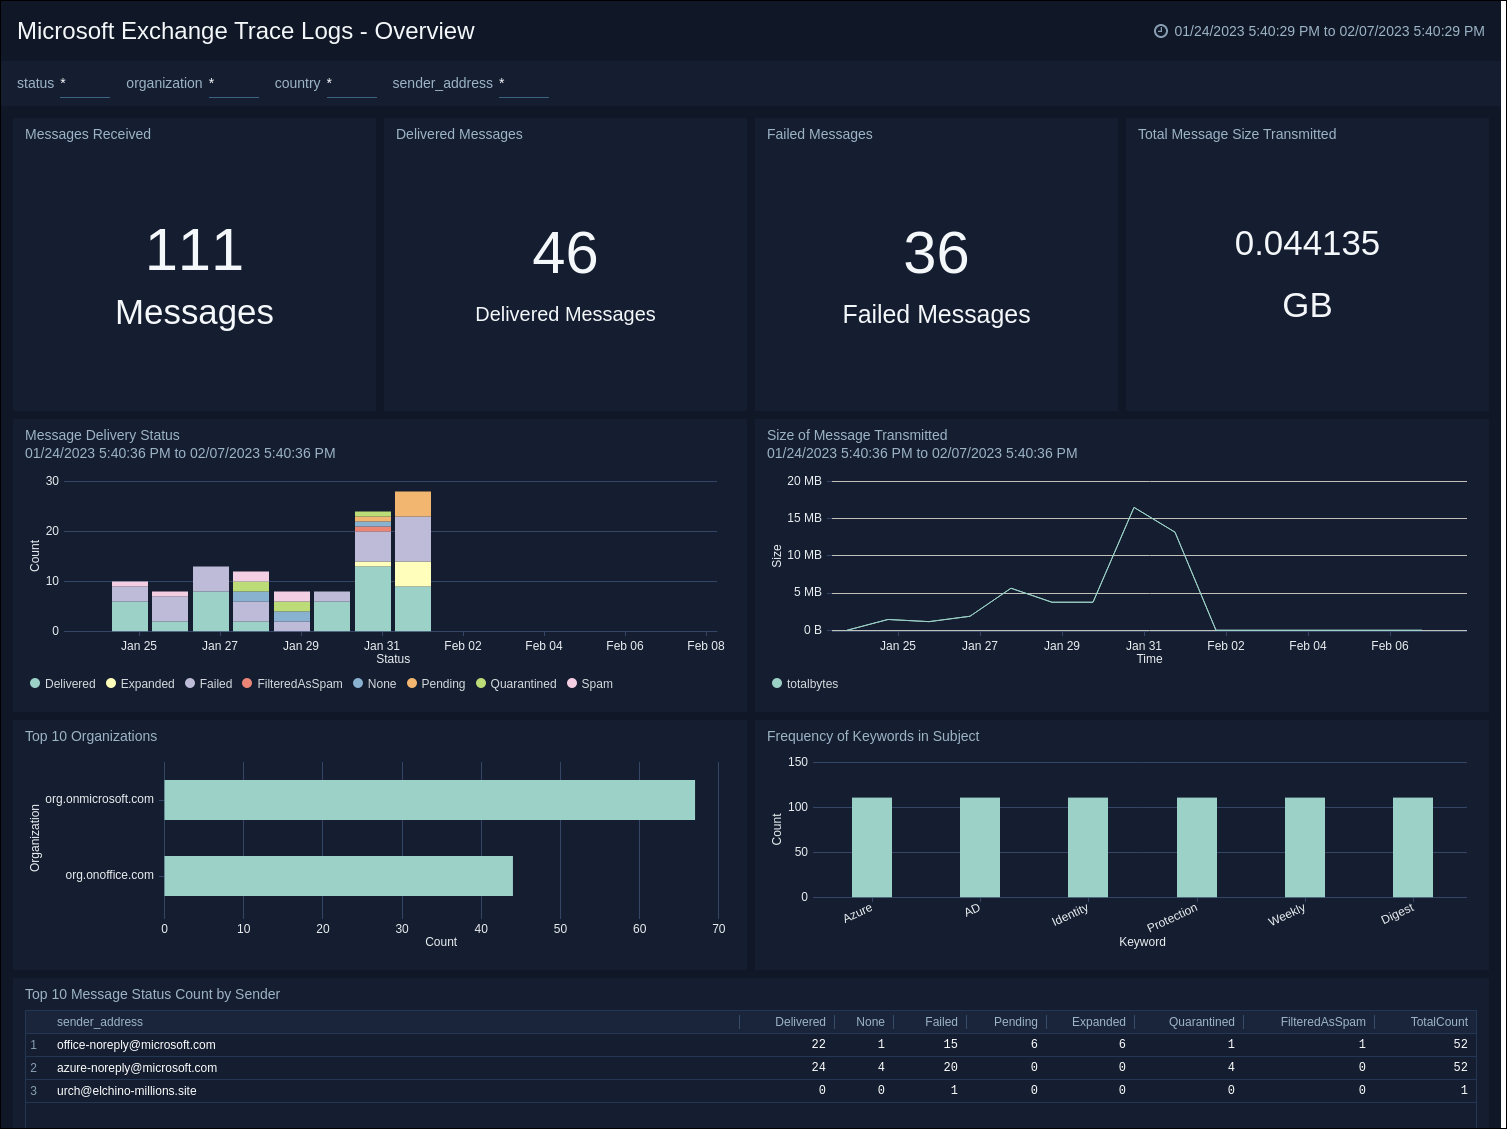 Microsoft Exchange Trace Logs - Overview
01/24/2023 5:40:29 PM to 02/07/2023 5:40:29 PM
status * organization * country * sender_address *
Messages Received
111
Messages
Delivered Messages
46
Delivered Messages
Failed Messages
36
Failed Messages
Total Message Size Transmitted
0.044135
GB
Message Delivery Status
01/24/2023 5:40:36 PM to 02/07/2023 5:40:36 PM
30
20
10
0
Count
Jan 25 Jan 27 Jan 29 Jan 31 Feb 02 Feb 04 Feb 06 Feb 08
Status
Delivered Expanded Failed FilteredAsSpam None Pending Quarantined Spam
Size of Message Transmitted
01/24/2023 5:40:36 PM to 02/07/2023 5:40:36 PM
20 MB
15 MB
10 MB
5 MB
0 B
Size
Jan 25 Jan 27 Jan 29 Jan 31 Feb 02 Feb 04 Feb 06
Time
totalbytes
Top 10 Organizations
Organization
org.onmicrosoft.com
org.onoffice.com
0 10 20 30 40 50 60 70
Count
Frequency of Keywords in Subject
150
100
50
0
Count
Azure AD Identity Protection Weekly Digest
Keyword
Top 10 Message Status Count by Sender
sender_address Delivered None Failed Pending Expanded Quarantined FilteredAsSpam TotalCount
1 office-noreply@microsoft.com 22 1 15 6 6 1 1 52
2 azure-noreply@microsoft.com 24 4 20 0 0 4 0 52
3 urch@elchino-millions.site 0 0 1 0 0 0 0 1